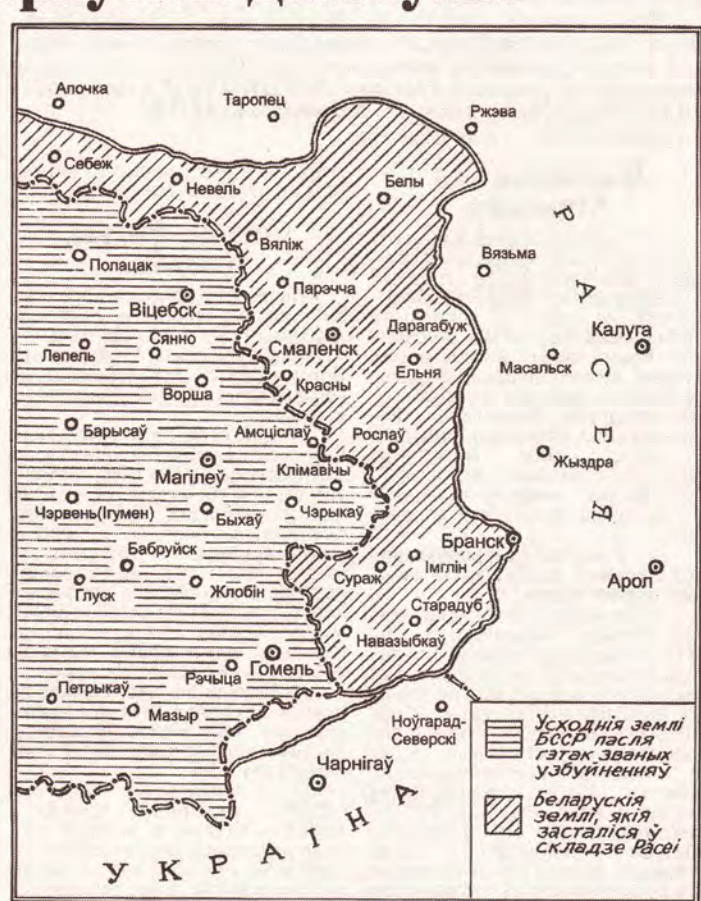 Апочка
Таропец
Ржэва
Себеж
Невель
Белы
РАСЕЯ
Вяліж
Полацак
Вязьма
Парэчча
Віцебск
Дарагабуж
Смаленск
Калуга
Лепель
Сянно
Масальск
Ельня
Ворша
Красны
Барысаў
Амсціслаў
Рослаў
Жыздра
Магілеў
Клімавічы
Чэрвень(Ігумен)
Быхаў
Чэрыкаў
Бранск
Бабруйск
Сураж
Імглін
Арол
Глуск
Жлобін
Старадуб
Навазыбкаў
Гомель
Рэчыца
Петрыкаў
Мазыр
Ноўгарад-
Северскі
Чарнігаў
УКРАІНА
Усходнія землі
БССР пасля
гэтак званых
узбуйненняў
Беларускія
землі, якія
засталіся ў
складзе Расеі